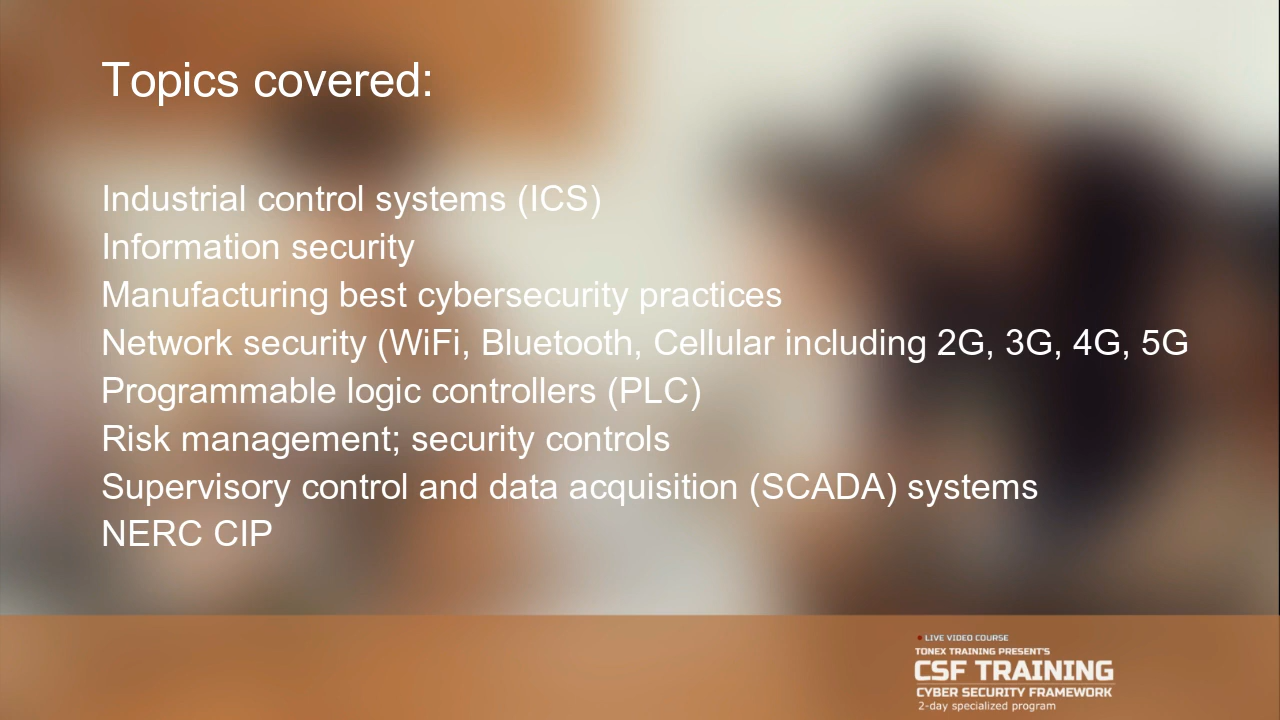 Topics covered:
Industrial control systems (ICS)
Information security
Manufacturing best cybersecurity practices
Network security (WiFi, Bluetooth, Cellular including 2G, 3G, 4G, 5G
Programmable logic controllers (PLC)
Risk management; security controls
Supervisory control and data acquisition (SCADA) systems
NERC CIP
LIVE VIDEO COURSE
TONEX TRAINING PRESENT'S
CSF TRAINING
CYBER SECURITY FRAMEWORK
2-day specialized program